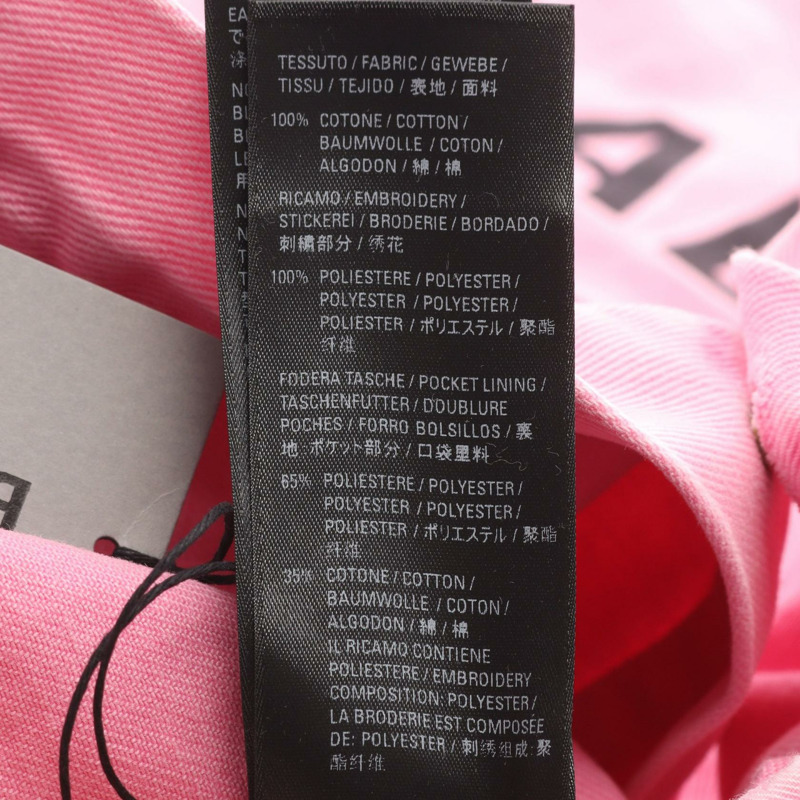 TESSUTO / FABRIC / GEWEBE /
TISSU / TEJIDO / 表地 / 面料
100% COTONE / COTTON /
BAUMWOLLE / COTON /
ALGODON / 綿 / 棉
RICAMO / EMBROIDERY /
STICKEREI / BRODERIE / BORDADO /
刺繍部分 / 绣花
100% POLIESTERE / POLYESTER /
POLYESTER / POLYESTER /
POLIESTER / ポリエステル / 聚酯
纤维
FODERA TASCHE / POCKET LINING /
TASCHENFUTTER / DOUBLURE
POCHES / FORRO BOLSILLOS / 裏
地 ポケット部分 / 口袋里料
65% POLIESTERE / POLYESTER /
POLYESTER / POLYESTER /
POLIESTER / ポリエステル / 聚酯
纤维
35% COTONE / COTTON /
BAUMWOLLE / COTON /
ALGODON / 綿 / 棉
IL RICAMO CONTIENE
POLIESTERE / EMBROIDERY
COMPOSITION: POLYESTER /
LA BRODERIE EST COMPOSÉE
DE: POLYESTER / 刺绣组成: 聚
酯纤维
EA
で